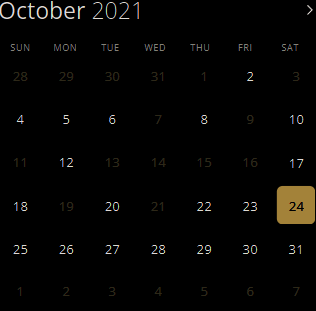 October 2021
SUN MON TUE WED THU FRI SAT
28 29 30 31 1 2 3
4 5 6 7 8 9 10
11 12 13 14 15 16 17
18 19 20 21 22 23 24
25 26 27 28 29 30 31
1 2 3 4 5 6 7